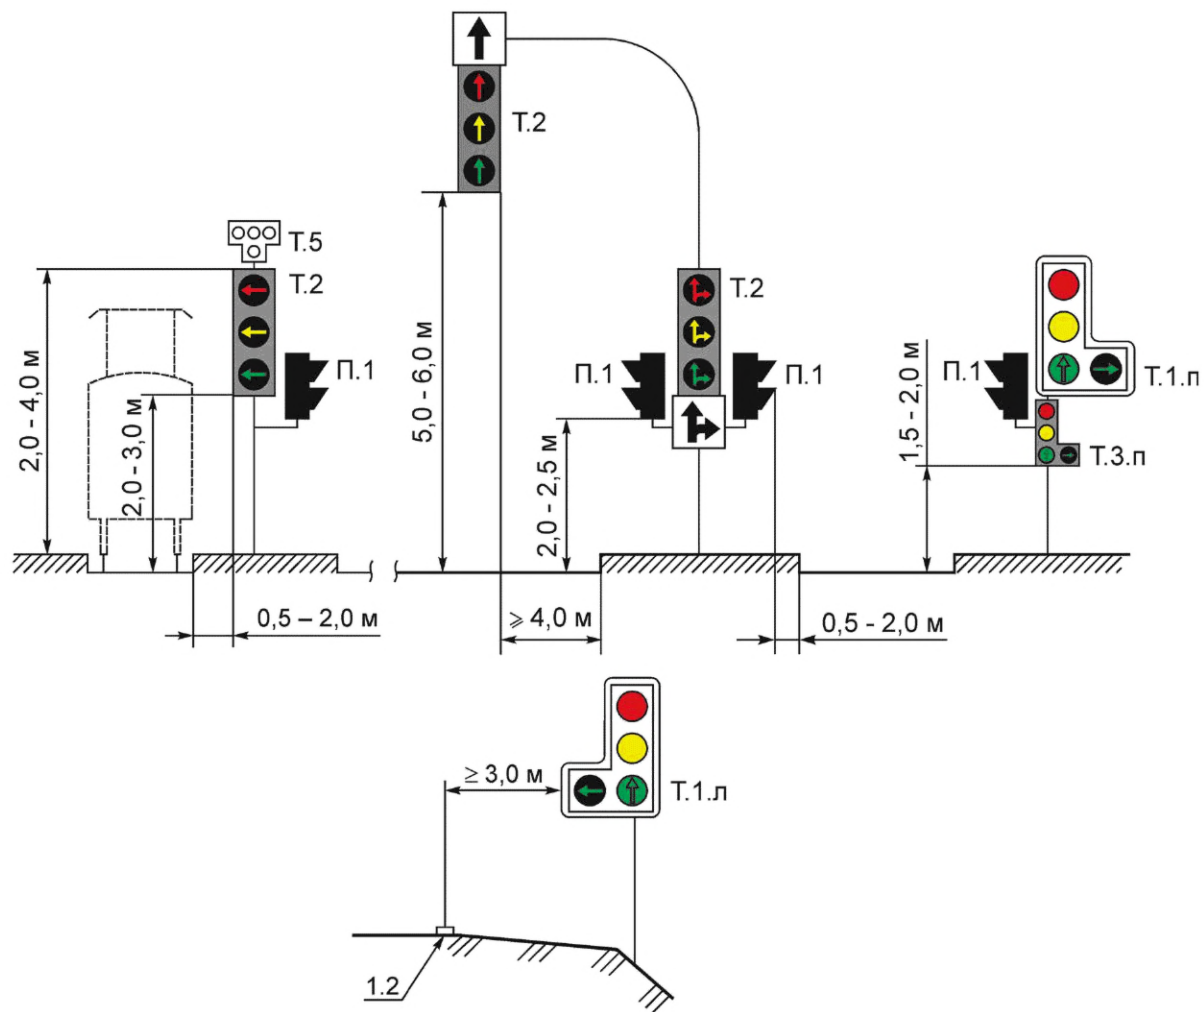 Т.2
Т.5
Т.2
П.1
2,0 - 4,0 м
2,0 - 3,0 м
5,0 - 6,0 м
Т.2
П.1
П.1
2,0 - 2,5 м
1,5 - 2,0 м
П.1
Т.1.п
Т.3.п
0,5 – 2,0 м
⩾ 4,0 м
0,5 - 2,0 м
≥ 3,0 м
Т.1.л
1.2